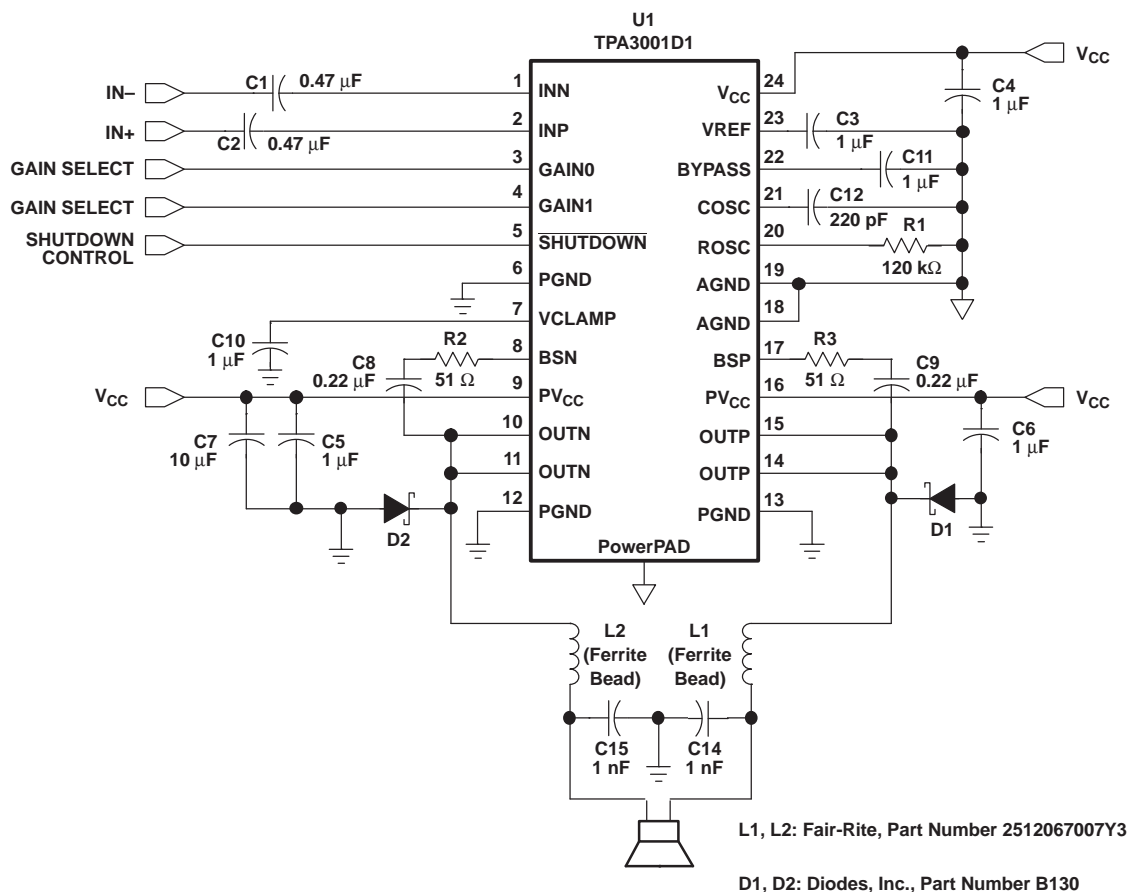 U1
TPA3001D1
IN–
C1
0.47 μF
1
INN
IN+
C2
0.47 μF
2
INP
GAIN SELECT
3
GAIN0
GAIN SELECT
4
GAIN1
SHUTDOWN
CONTROL
5
SHUTDOWN
6
PGND
7
VCLAMP
C10
1 μF
R2
51 Ω
8
BSN
C8
0.22 μF
VCC
9
PVCC
C7
10 μF
C5
1 μF
10
OUTN
11
OUTN
12
PGND
D2
PowerPAD
24
VCC
VCC
C4
1 μF
23
VREF
C3
1 μF
22
BYPASS
C11
1 μF
21
COSC
C12
220 pF
20
ROSC
R1
120 kΩ
19
AGND
18
AGND
17
BSP
R3
51 Ω
C9
0.22 μF
16
PVCC
VCC
C6
1 μF
15
OUTP
14
OUTP
13
PGND
D1
L2
(Ferrite
Bead)
L1
(Ferrite
Bead)
C15
1 nF
C14
1 nF
L1, L2: Fair-Rite, Part Number 2512067007Y3
D1, D2: Diodes, Inc., Part Number B130